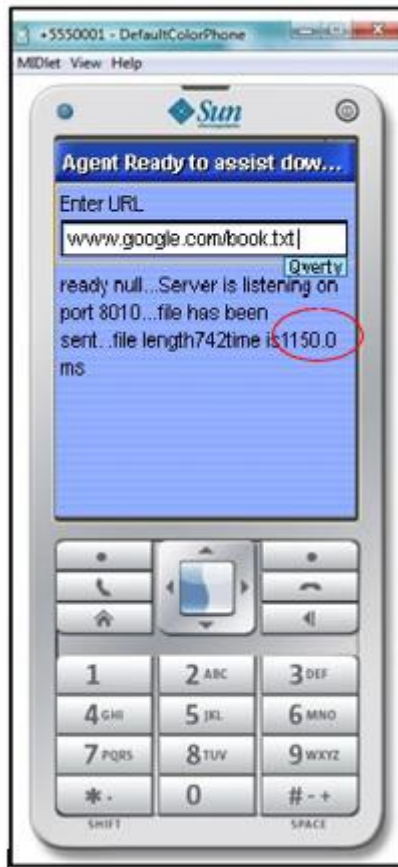 +5550001 - DefaultColorPhone
MIDlet View Help
Sun
Agent Ready to assist dow...
Enter URL
www.google.com/book.txt
Qwerty
ready null...Server is listening on
port 8010...file has been
sent...file length742time is1150.0
ms
1 2 ABC 3 DEF
4 GHI 5 JKL 6 MNO
7 PQRS 8 TUV 9 WXYZ
* . 0 # - +
SHIFT SPACE